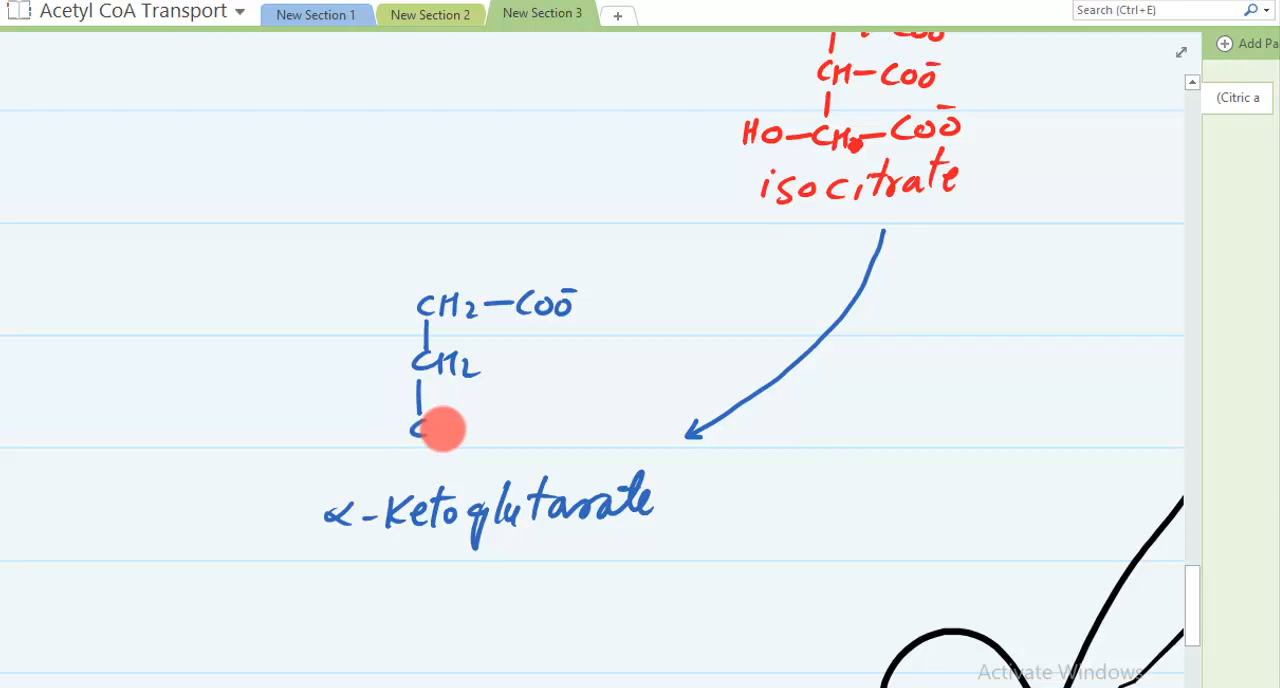 Acetyl CoA Transport
New Section 1
New Section 2
New Section 3
+
Search (Ctrl+E)
Add Pa
(Citric a
CH—COO̅
HO—CH—COO̅
isocitrate
CH2—COO̅
CH2
C
α-Ketoglutarate
Activate Windows